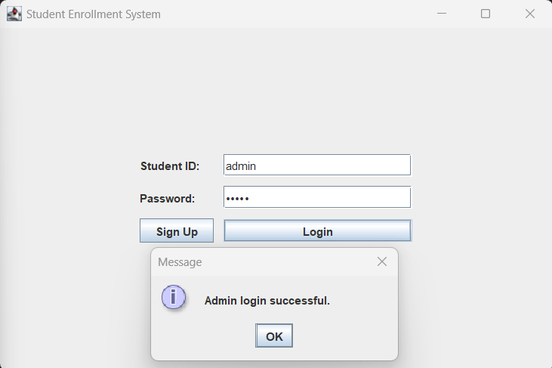 Student Enrollment System
Student ID: admin
Password: •••••
Sign Up Login
Message
i
Admin login successful.
OK